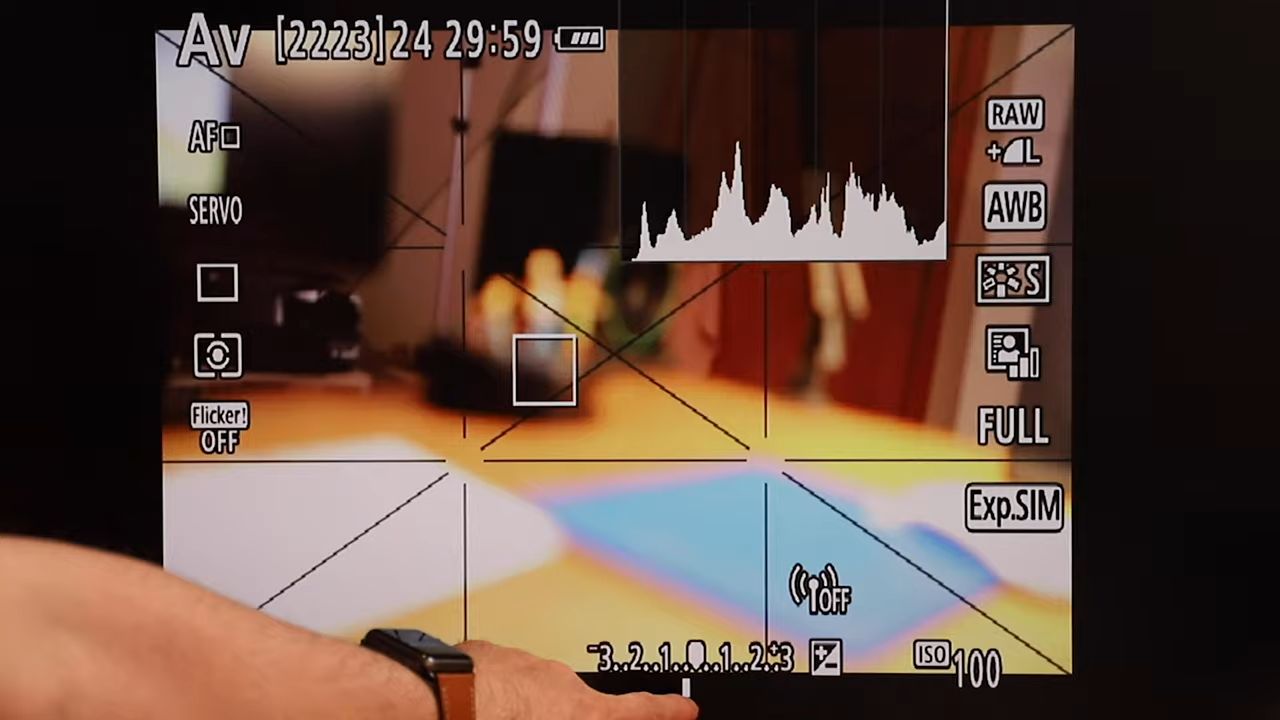 Av [2223] 24 29:59
AF
SERVO
Flicker!
OFF
RAW
+L
AWB
S
FULL
Exp.SIM
OFF
-3..2..1..1..2..+3
ISO 100